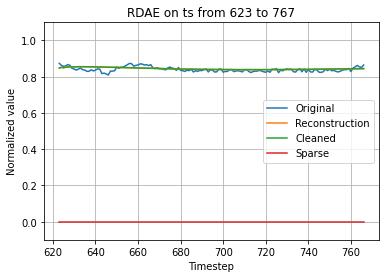 RDAE on ts from 623 to 767
1.0
0.8
0.6
0.4
0.2
0.0
Normalized value
Original
Reconstruction
Cleaned
Sparse
620 640 660 680 700 720 740 760
Timestep